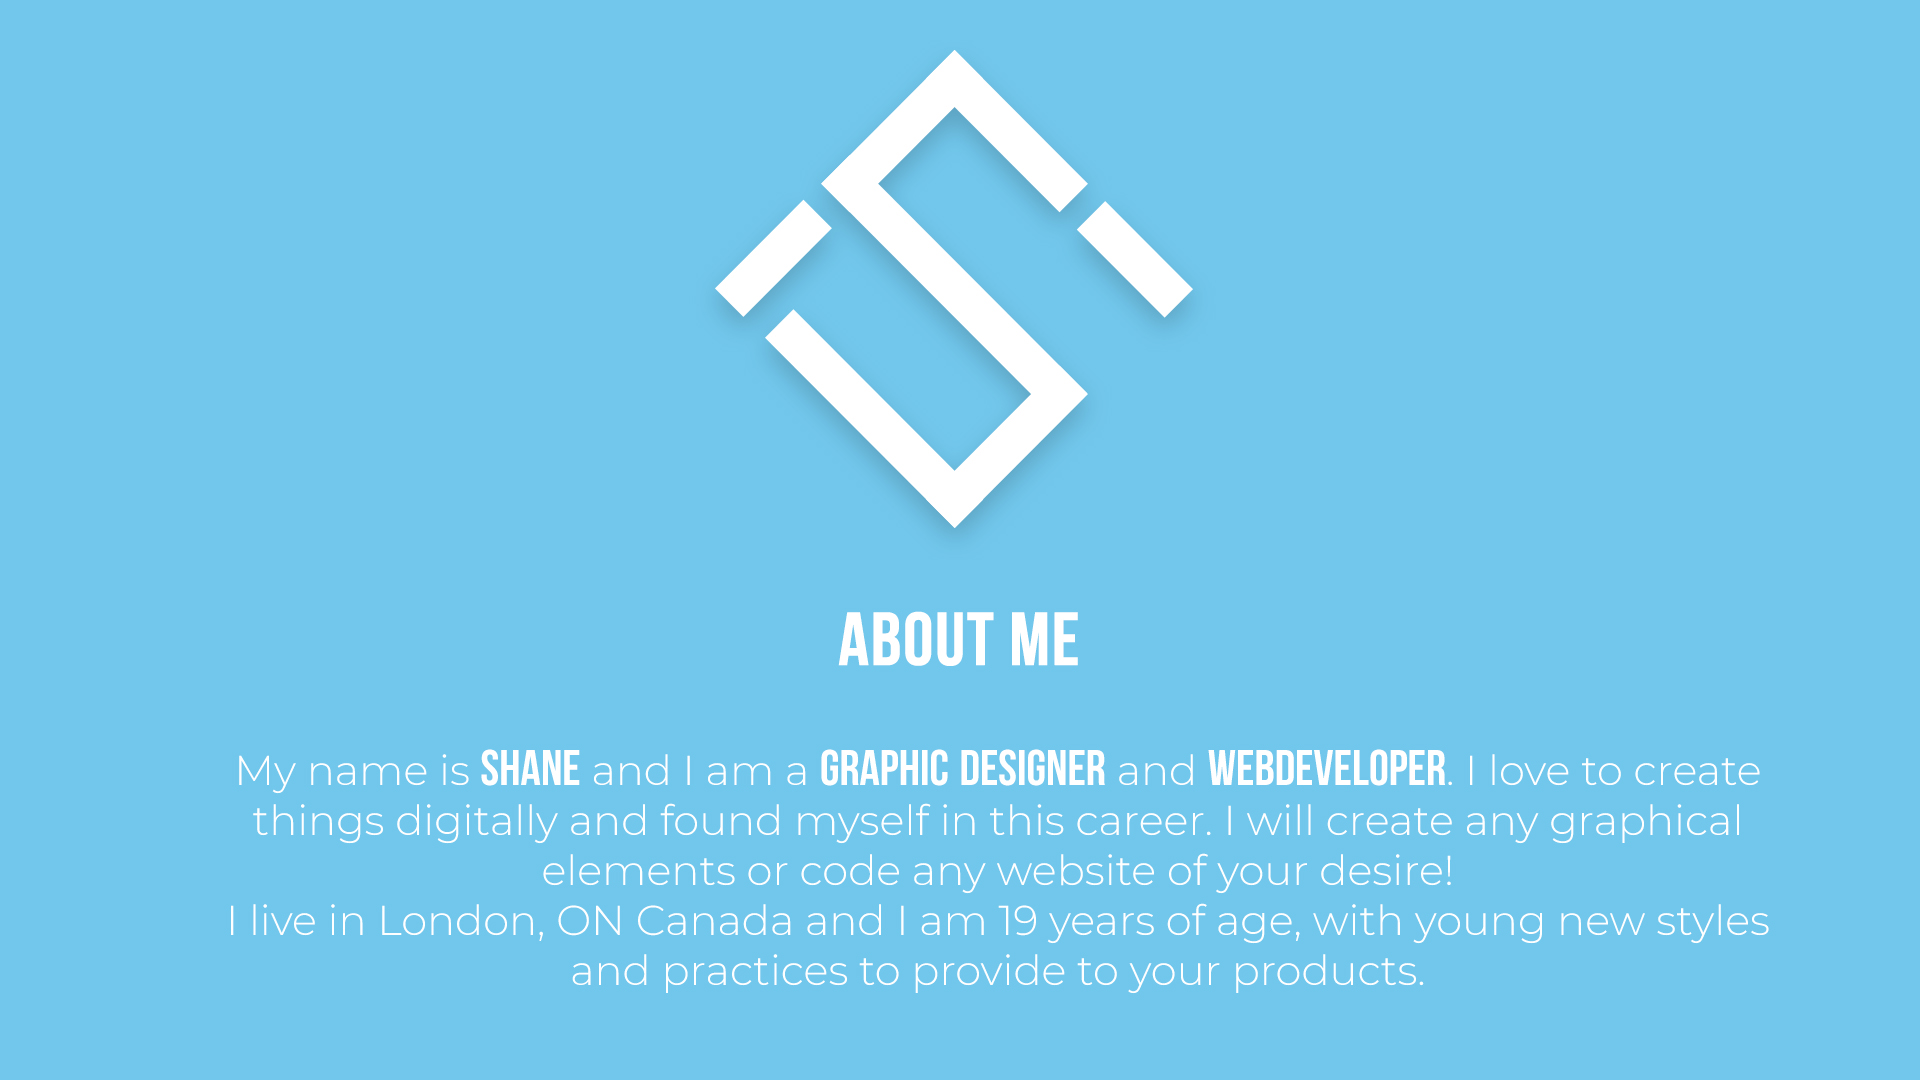 ABOUT ME
My name is SHANE and I am a GRAPHIC DESIGNER and WEBDEVELOPER. I love to create
things digitally and found myself in this career. I will create any graphical
elements or code any website of your desire!
I live in London, ON Canada and I am 19 years of age, with young new styles
and practices to provide to your products.